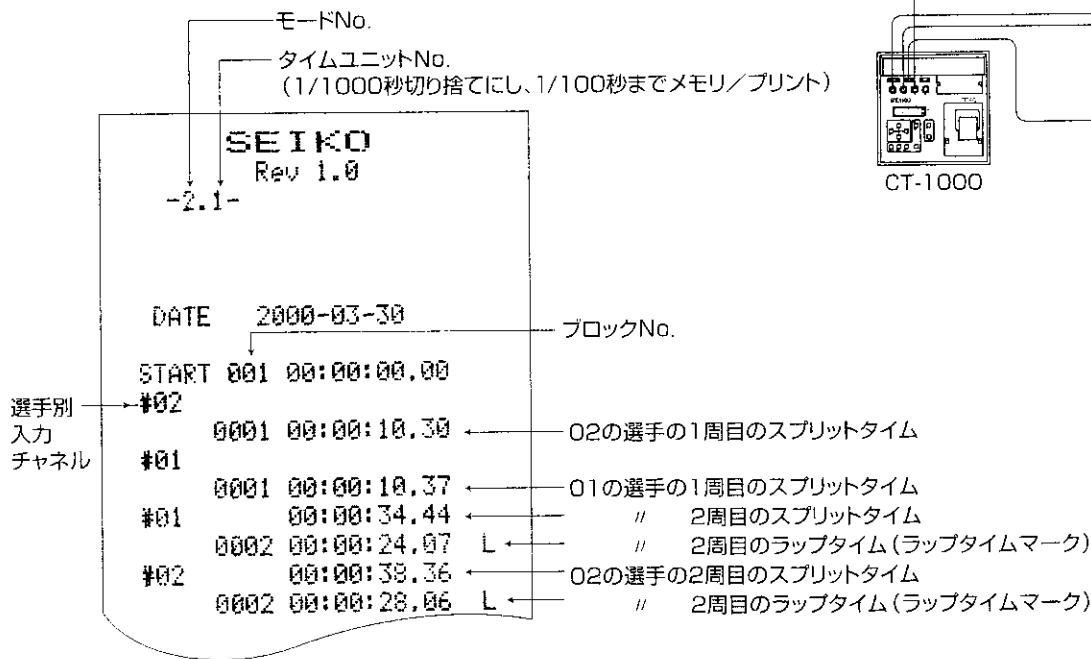 モードNo.
タイムユニットNo.
(1/1000秒切り捨てにし、1/100秒までメモリ/プリント)
SEIKO
Rev 1.0
-2.1-
CT-1000
DATE 2000-03-30
ブロックNo.
START 001 00:00:00.00
選手別
入力
チャネル
#02
0001 00:00:10.30
02の選手の1周目のスプリットタイム
#01
0001 00:00:10.37
01の選手の1周目のスプリットタイム
#01 00:00:34.44
〃 2周目のスプリットタイム
0002 00:00:24.07 L
〃 2周目のラップタイム(ラップタイムマーク)
#02 00:00:38.36
02の選手の2周目のスプリットタイム
0002 00:00:28.06 L
〃 2周目のラップタイム(ラップタイムマーク)